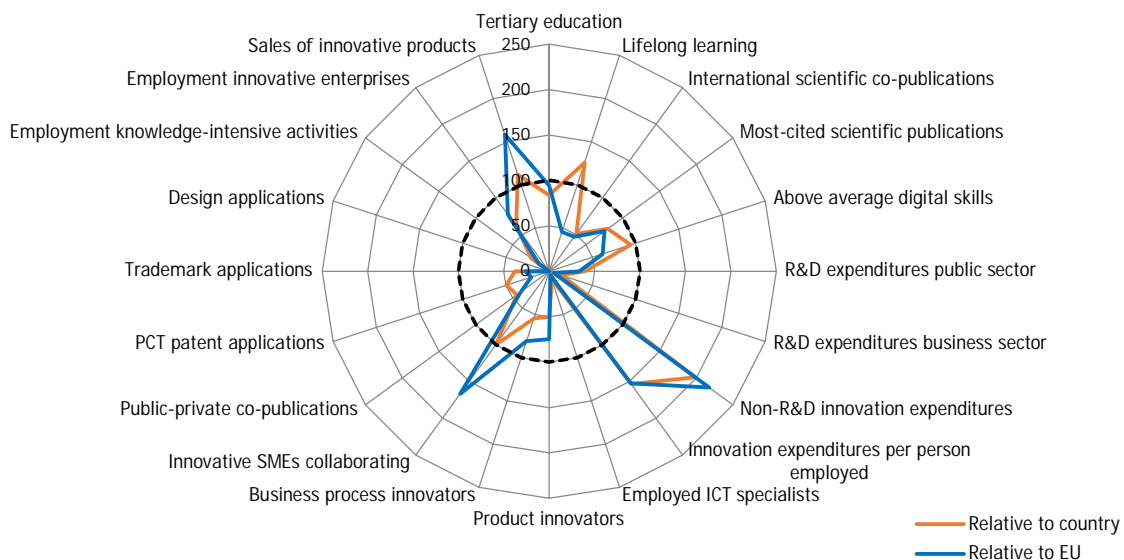 Tertiary education
250
200
150
100
50
0
Lifelong learning
International scientific co-publications
Most-cited scientific publications
Above average digital skills
R&D expenditures public sector
R&D expenditures business sector
Non-R&D innovation expenditures
Innovation expenditures per person
employed
Employed ICT specialists
Product innovators
Business process innovators
Innovative SMEs collaborating
Public-private co-publications
PCT patent applications
Trademark applications
Design applications
Employment knowledge-intensive activities
Employment innovative enterprises
Sales of innovative products
Relative to country
Relative to EU